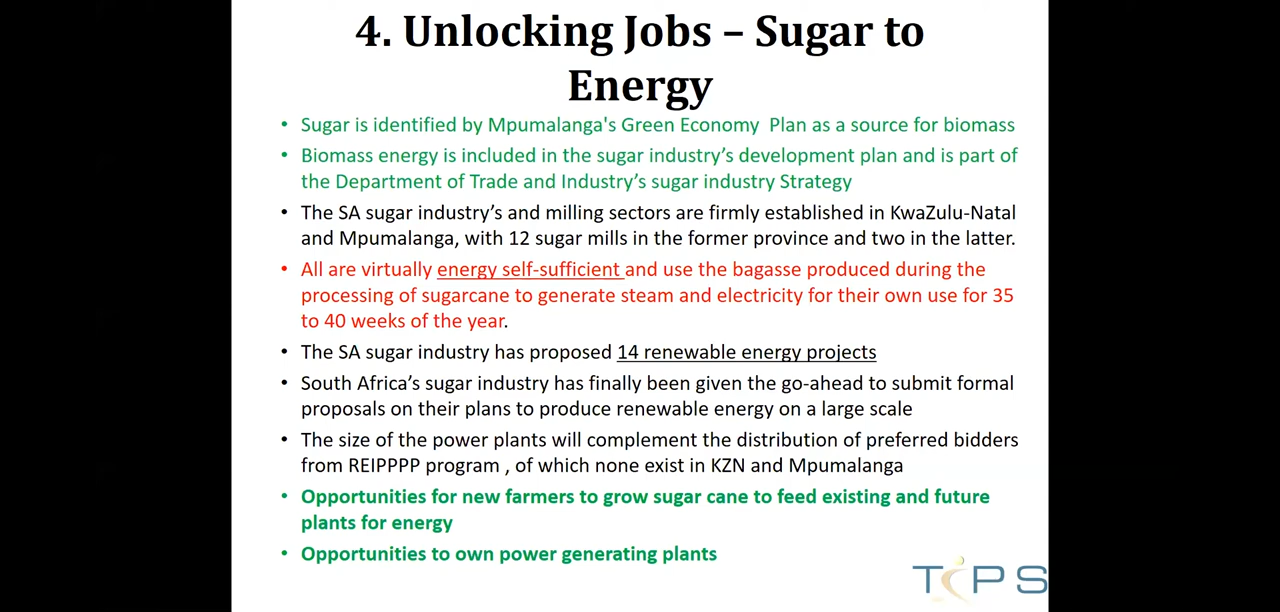 4. Unlocking Jobs – Sugar to
Energy
• Sugar is identified by Mpumalanga's Green Economy  Plan as a source for biomass
• Biomass energy is included in the sugar industry’s development plan and is part of
the Department of Trade and Industry’s sugar industry Strategy
• The SA sugar industry’s and milling sectors are firmly established in KwaZulu-Natal
and Mpumalanga, with 12 sugar mills in the former province and two in the latter.
• All are virtually energy self-sufficient and use the bagasse produced during the
processing of sugarcane to generate steam and electricity for their own use for 35
to 40 weeks of the year.
• The SA sugar industry has proposed 14 renewable energy projects
• South Africa’s sugar industry has finally been given the go-ahead to submit formal
proposals on their plans to produce renewable energy on a large scale
• The size of the power plants will complement the distribution of preferred bidders
from REIPPPP program , of which none exist in KZN and Mpumalanga
• Opportunities for new farmers to grow sugar cane to feed existing and future
plants for energy
• Opportunities to own power generating plants
TIPS